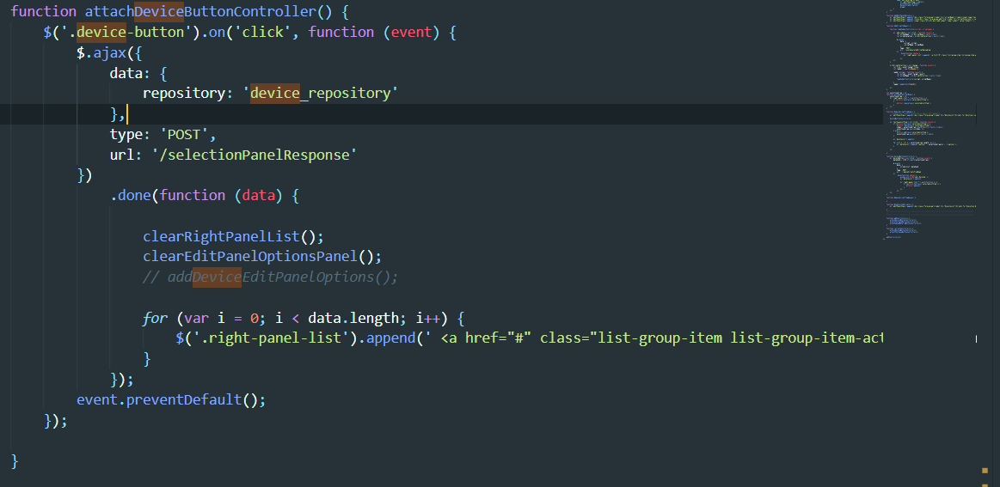 function attachDeviceButtonController() {
$('.device-button').on('click', function (event) {
$.ajax({
data: {
repository: 'device_repository'
},
type: 'POST',
url: '/selectionPanelResponse'
})
.done(function (data) {
clearRightPanelList();
clearEditPanelOptionsPanel();
// addDeviceEditPanelOptions();
for (var i = 0; i < data.length; i++) {
$('.right-panel-list').append(' <a href="#" class="list-group-item list-group-item-act
}
});
event.preventDefault();
});
}